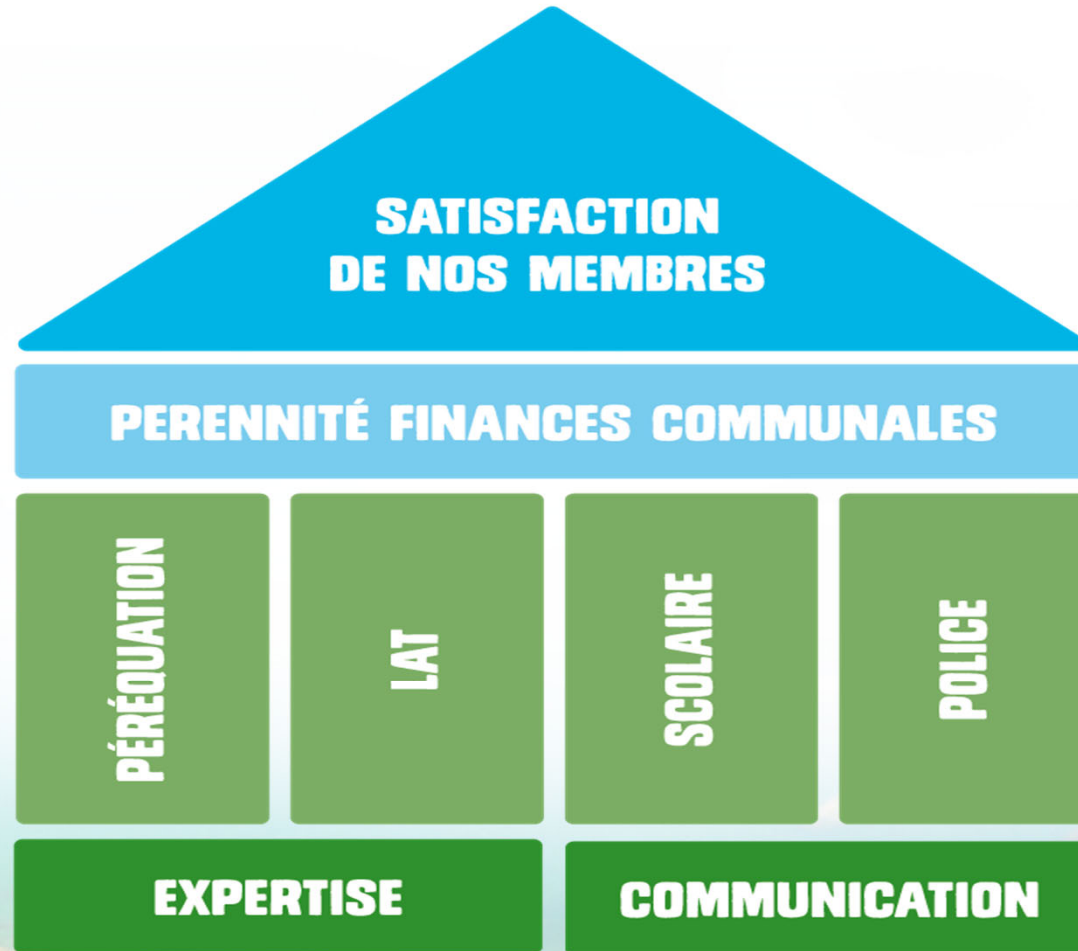 SATISFACTION
DE NOS MEMBRES
PERENNITÉ FINANCES COMMUNALES
PÉRÉQUATION
LAT
SCOLAIRE
POLICE
EXPERTISE
COMMUNICATION